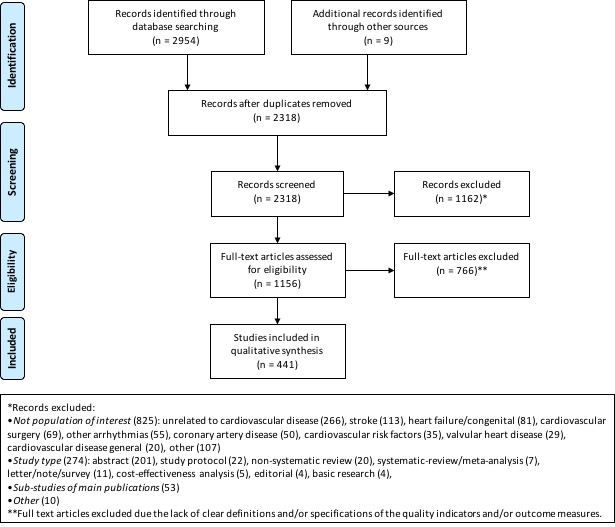 Identification
Records identified through
database searching
(n = 2954)
Additional records identified
through other sources
(n = 9)
Records after duplicates removed
(n = 2318)
Screening
Records screened
(n = 2318)
Records excluded
(n = 1162)*
Eligibility
Full-text articles assessed
for eligibility
(n = 1156)
Full-text articles excluded
(n = 766)**
Included
Studies included in
qualitative synthesis
(n = 441)
*Records excluded:
•Not population of interest (825): unrelated to cardiovascular disease (266), stroke (113), heart failure/congenital (81), cardiovascular
surgery (69), other arrhythmias (55), coronary artery disease (50), cardiovascular risk factors (35), valvular heart disease (29),
cardiovascular disease general (20), other (107)
•Study type (274): abstract (201), study protocol (22), non-systematic review (20), systematic-review/meta-analysis (7),
letter/note/survey (11), cost-effectiveness analysis (5), editorial (4), basic research (4),
•Sub-studies of main publications (53)
•Other (10)
**Full text articles excluded due the lack of clear definitions and/or specifications of the quality indicators and/or outcome measures.